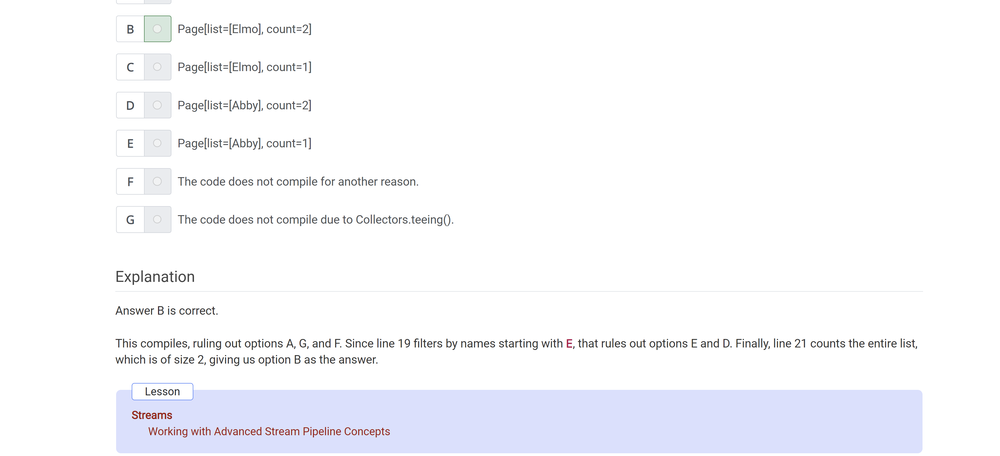 B Page[list=[Elmo], count=2]
C Page[list=[Elmo], count=1]
D Page[list=[Abby], count=2]
E Page[list=[Abby], count=1]
F The code does not compile for another reason.
G The code does not compile due to Collectors.teeing().
Explanation
Answer B is correct.
This compiles, ruling out options A, G, and F. Since line 19 filters by names starting with E, that rules out options E and D. Finally, line 21 counts the entire list,
which is of size 2, giving us option B as the answer.
Lesson
Streams
Working with Advanced Stream Pipeline Concepts